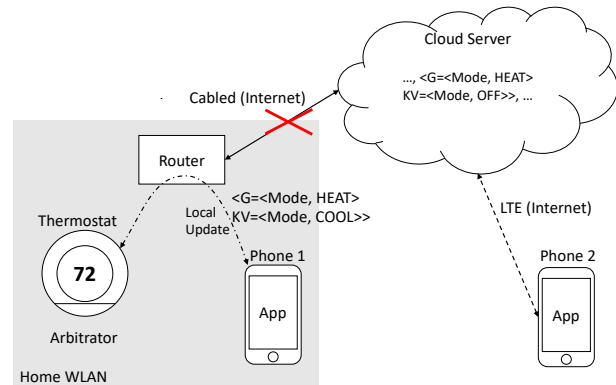 Cloud Server
…, <G=<Mode, HEAT>
KV=<Mode, OFF>>, …
Cabled (Internet)
Router
<G=<Mode, HEAT>
KV=<Mode, COOL>>
Local
Update
LTE (Internet)
Thermostat
72
Arbitrator
Phone 1
App
Phone 2
App
Home WLAN